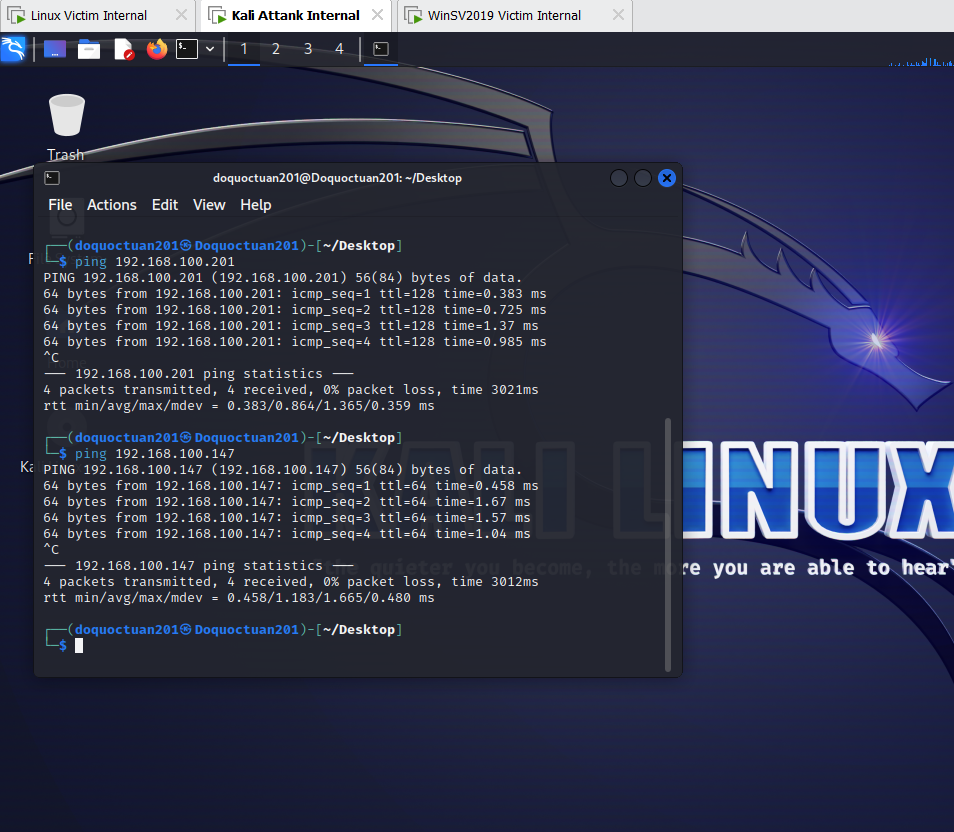 Linux Victim Internal
Kali Attank Internal
WinSV2019 Victim Internal
1 2 3 4
Trash
doquoctuan201@Doquoctuan201: ~/Desktop
File Actions Edit View Help
┌──(doquoctuan201㉿Doquoctuan201)-[~/Desktop]
└─$ ping 192.168.100.201
PING 192.168.100.201 (192.168.100.201) 56(84) bytes of data.
64 bytes from 192.168.100.201: icmp_seq=1 ttl=128 time=0.383 ms
64 bytes from 192.168.100.201: icmp_seq=2 ttl=128 time=0.725 ms
64 bytes from 192.168.100.201: icmp_seq=3 ttl=128 time=1.37 ms
64 bytes from 192.168.100.201: icmp_seq=4 ttl=128 time=0.985 ms
^C
--- 192.168.100.201 ping statistics ---
4 packets transmitted, 4 received, 0% packet loss, time 3021ms
rtt min/avg/max/mdev = 0.383/0.864/1.365/0.359 ms
┌──(doquoctuan201㉿Doquoctuan201)-[~/Desktop]
└─$ ping 192.168.100.147
PING 192.168.100.147 (192.168.100.147) 56(84) bytes of data.
64 bytes from 192.168.100.147: icmp_seq=1 ttl=64 time=0.458 ms
64 bytes from 192.168.100.147: icmp_seq=2 ttl=64 time=1.67 ms
64 bytes from 192.168.100.147: icmp_seq=3 ttl=64 time=1.57 ms
64 bytes from 192.168.100.147: icmp_seq=4 ttl=64 time=1.04 ms
^C
--- 192.168.100.147 ping statistics ---
4 packets transmitted, 4 received, 0% packet loss, time 3012ms
rtt min/avg/max/mdev = 0.458/1.183/1.665/0.480 ms
┌──(doquoctuan201㉿Doquoctuan201)-[~/Desktop]
└─$
KALI LINUX
the quieter you become, the more you are able to hear"